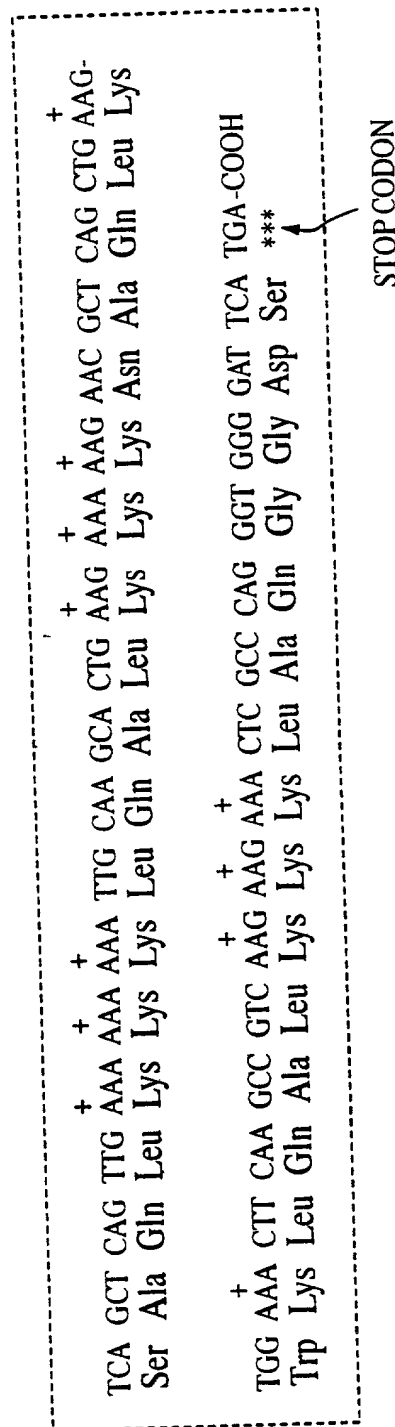 + + + + + + +
TCA GCT CAG TTG AAA AAA AAA TTG CAA GCA CTG AAG AAA AAG AAC GCT CAG CTG AAG-
Ser Ala Gln Leu Lys Lys Lys Leu Gln Ala Leu Lys Lys Lys Asn Ala Gln Leu Lys
+ + + +
TGG AAA CTT CAA GCC GTC AAG AAG AAA CTC GCC CAG GGT GGG GAT TCA TGA-COOH
Trp Lys Leu Gln Ala Leu Lys Lys Lys Leu Ala Gln Gly Gly Asp Ser ***
STOP CODON